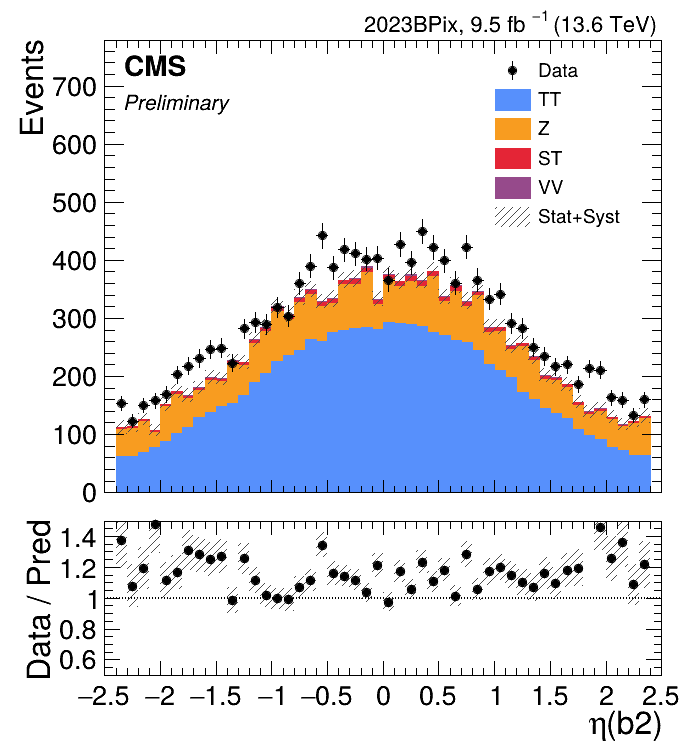 2023BPix, 9.5 fb⁻¹ (13.6 TeV)
CMS
Preliminary
Data
TT
Z
ST
VV
Stat+Syst
Events
700
600
500
400
300
200
100
0
Data / Pred
1.4
1.2
1
0.8
0.6
−2.5 −2 −1.5 −1 −0.5 0 0.5 1 1.5 2 2.5
η(b2)